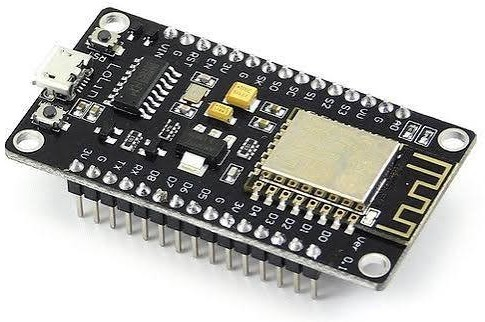 RST
LoLin
VIN
G
RST
EN
3V
G
SK
SO
SC
S1
S2
S3
VU
G
A0
3V
G
TX
RX
D8
D7
D6
D5
G
3V
D4
D3
D2
D1
D0
Ver 0.1